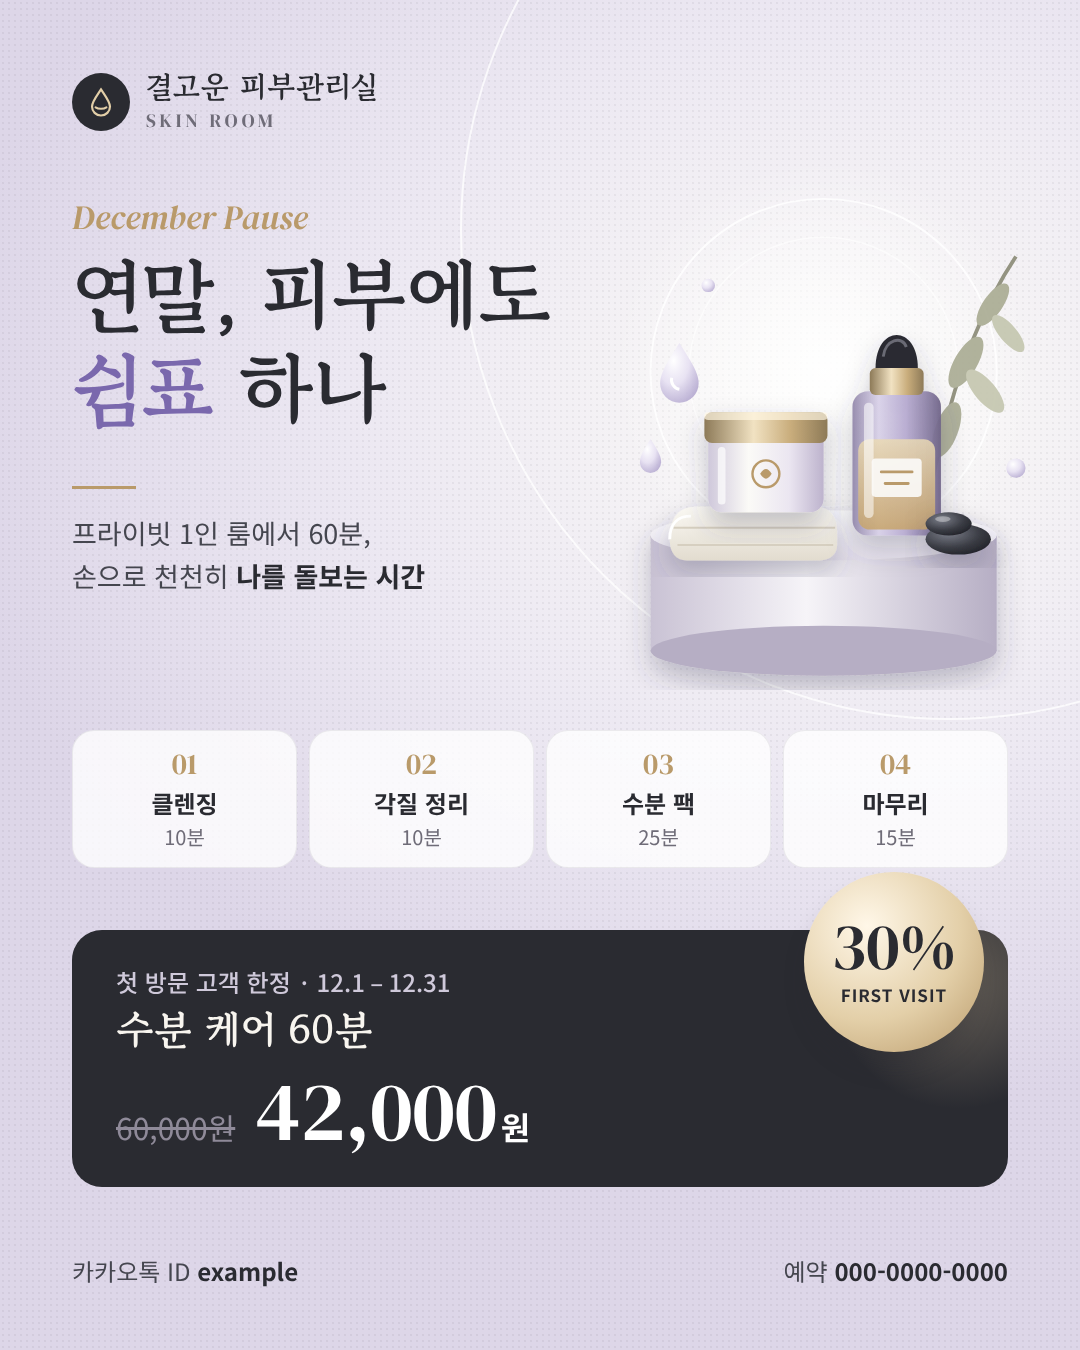 결고운 피부관리실
SKIN ROOM
December Pause
연말, 피부에도
쉼표 하나
프라이빗 1인 룸에서 60분,
손으로 천천히 나를 돌보는 시간
01
클렌징
10분
02
각질 정리
10분
03
수분 팩
25분
04
마무리
15분
30%
FIRST VISIT
첫 방문 고객 한정 · 12.1 – 12.31
수분 케어 60분
60,000원 42,000원
카카오톡 ID example
예약 000-0000-0000